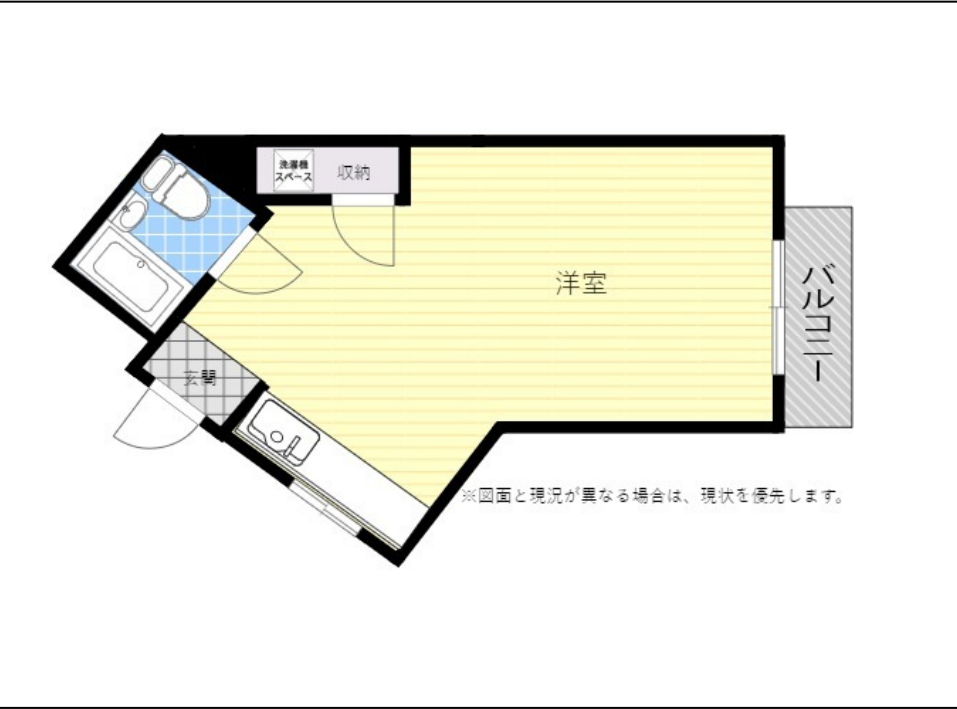 洗濯機
スペース
収納
洋室
バルコニー
玄関
※図面と現況が異なる場合は、現状を優先します。